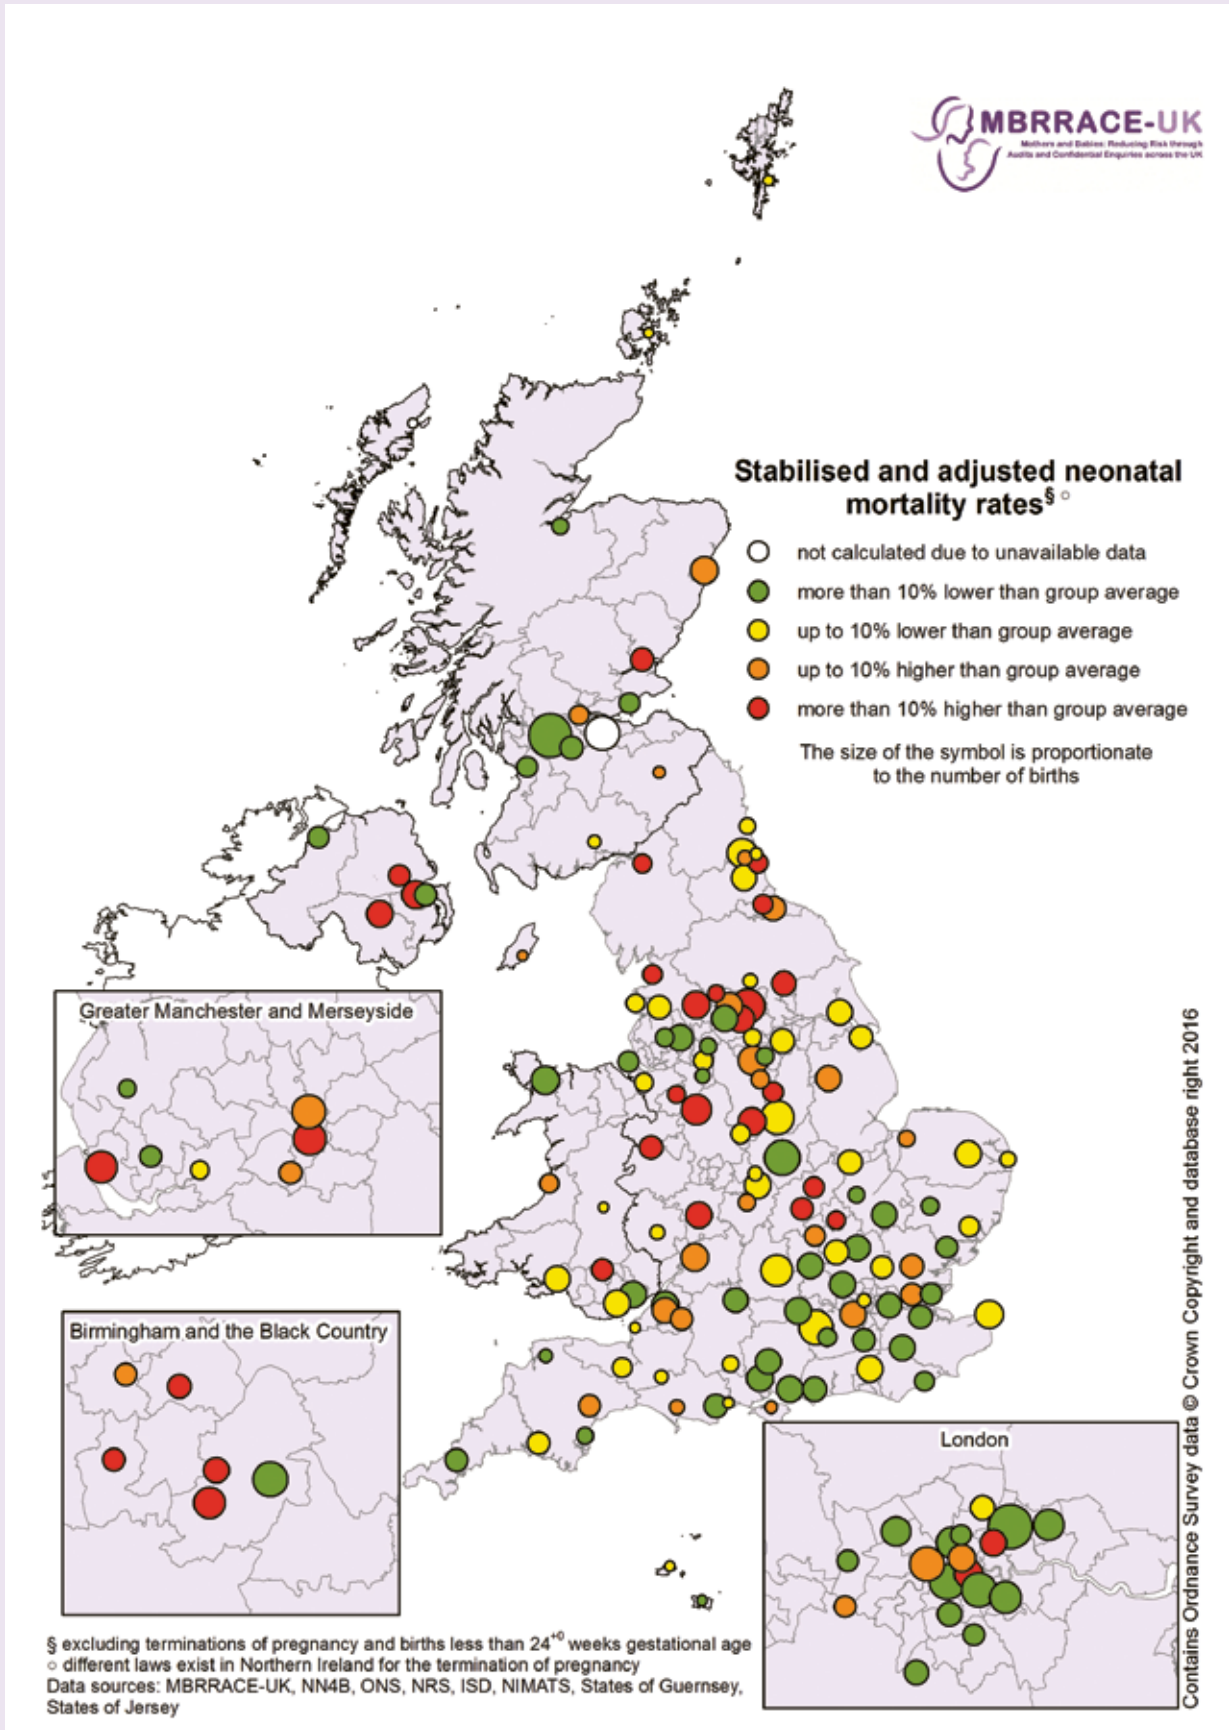 MBRRACE-UK
Mothers and Babies: Reducing Risk through
Audits and Confidential Enquiries across the UK
Stabilised and adjusted neonatal
mortality rates§ ○
not calculated due to unavailable data
more than 10% lower than group average
up to 10% lower than group average
up to 10% higher than group average
more than 10% higher than group average
The size of the symbol is proportionate
to the number of births
Greater Manchester and Merseyside
Birmingham and the Black Country
London
§ excluding terminations of pregnancy and births less than 24+0 weeks gestational age
○ different laws exist in Northern Ireland for the termination of pregnancy
Data sources: MBRRACE-UK, NN4B, ONS, NRS, ISD, NIMATS, States of Guernsey,
States of Jersey
Contains Ordnance Survey data © Crown Copyright and database right 2016